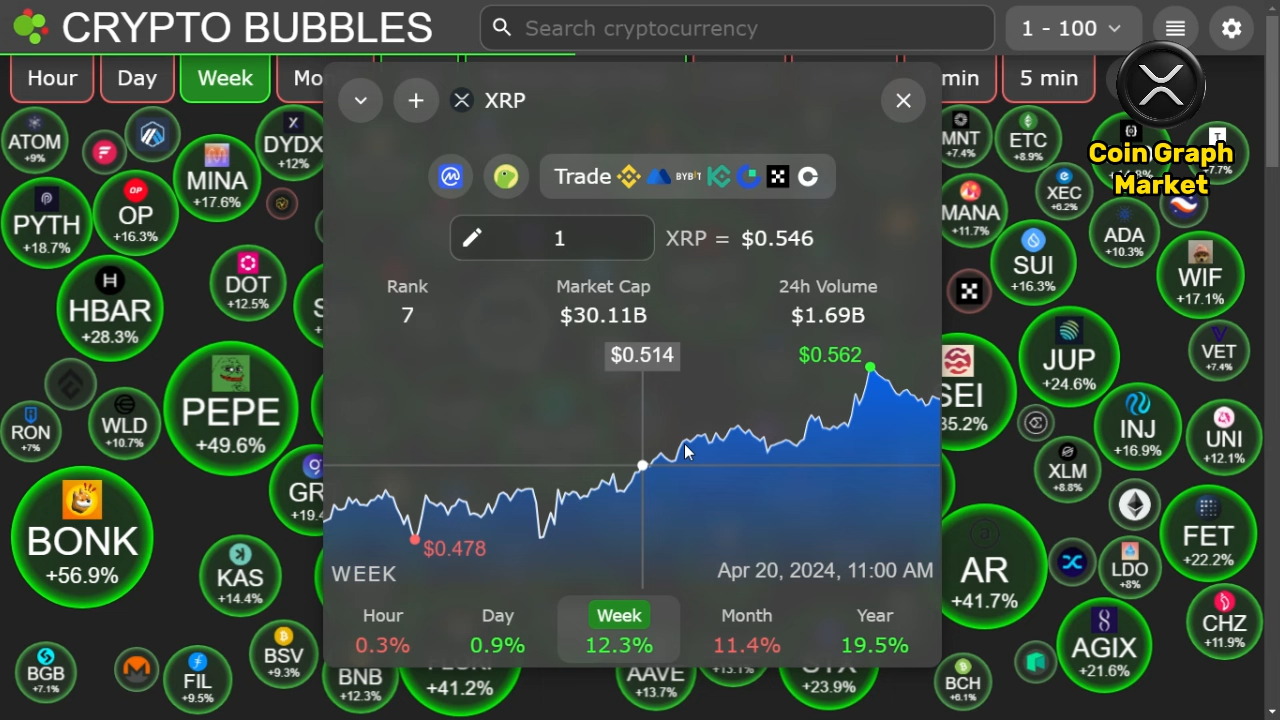 CRYPTO BUBBLES
Search cryptocurrency
1 - 100
Hour
Day
Week
min
5 min
XRP
Coin Graph
Market
Trade
BYBIT
1
XRP = $0.546
Rank
Market Cap
24h Volume
7
$30.11B
$1.69B
$0.514
$0.562
$0.478
WEEK
Apr 20, 2024, 11:00 AM
Hour
Day
Week
Month
Year
0.3%
0.9%
12.3%
11.4%
19.5%
ATOM
+9%
DYDX
+12%
MINA
+17.6%
PYTH
+18.7%
OP
+16.3%
DOT
+12.5%
HBAR
+28.3%
PEPE
+49.6%
RON
+7%
WLD
+10.7%
BONK
+56.9%
KAS
+14.4%
BGB
+7.1%
FIL
+9.5%
BSV
+9.3%
BNB
+12.3%
+41.2%
AAVE
+13.7%
+13.1%
+23.9%
BCH
+6.1%
MNT
+7.4%
ETC
+8.9%
+7.7%
XEC
+6.2%
MANA
+11.7%
ADA
+10.3%
SUI
+16.3%
WIF
+17.1%
JUP
+24.6%
VET
+7.4%
SEI
35.2%
INJ
+16.9%
UNI
+12.1%
XLM
+8.8%
AR
+41.7%
FET
+22.2%
LDO
+8%
AGIX
+21.6%
CHZ
+11.9%